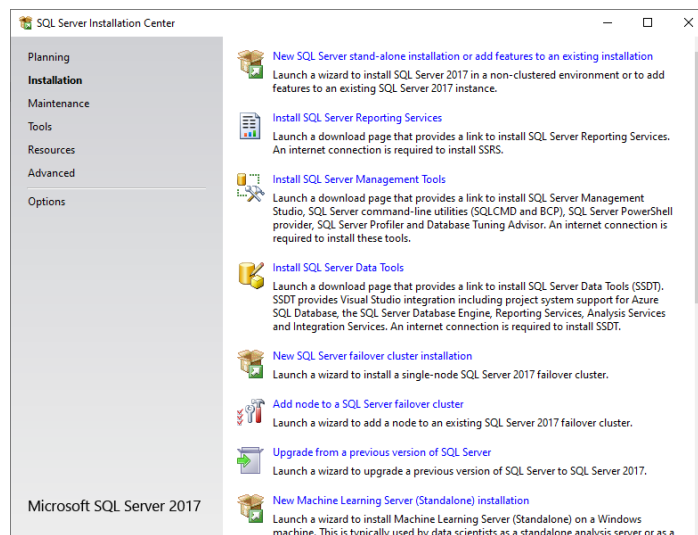 SQL Server Installation Center
Planning
Installation
Maintenance
Tools
Resources
Advanced
Options
Microsoft SQL Server 2017
New SQL Server stand-alone installation or add features to an existing installation
Launch a wizard to install SQL Server 2017 in a non-clustered environment or to add
features to an existing SQL Server 2017 instance.
Install SQL Server Reporting Services
Launch a download page that provides a link to install SQL Server Reporting Services.
An internet connection is required to install SSRS.
Install SQL Server Management Tools
Launch a download page that provides a link to install SQL Server Management
Studio, SQL Server command-line utilities (SQLCMD and BCP), SQL Server PowerShell
provider, SQL Server Profiler and Database Tuning Advisor. An internet connection is
required to install these tools.
Install SQL Server Data Tools
Launch a download page that provides a link to install SQL Server Data Tools (SSDT).
SSDT provides Visual Studio integration including project system support for Azure
SQL Database, the SQL Server Database Engine, Reporting Services, Analysis Services
and Integration Services. An internet connection is required to install SSDT.
New SQL Server failover cluster installation
Launch a wizard to install a single-node SQL Server 2017 failover cluster.
Add node to a SQL Server failover cluster
Launch a wizard to add a node to an existing SQL Server 2017 failover cluster.
Upgrade from a previous version of SQL Server
Launch a wizard to upgrade a previous version of SQL Server to SQL Server 2017.
New Machine Learning Server (Standalone) installation
Launch a wizard to install Machine Learning Server (Standalone) on a Windows
machine. This is typically used by data scientists as a standalone analysis server or as a